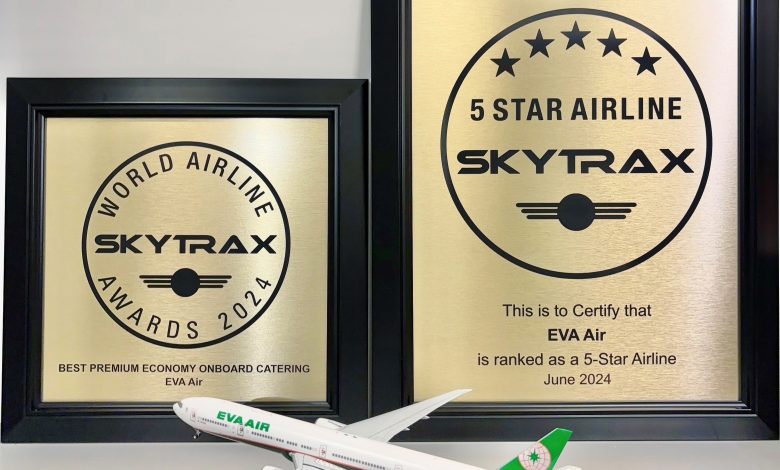 WORLD AIRLINE
SKYTRAX
AWARDS 2024
BEST PREMIUM ECONOMY ONBOARD CATERING
EVA Air
5 STAR AIRLINE
SKYTRAX
This is to Certify that
EVA Air
is ranked as a 5-Star Airline
June 2024
EVA AIR